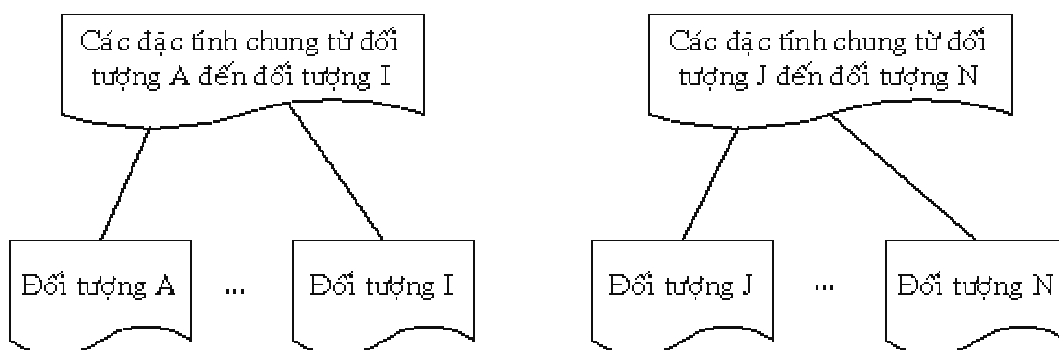 Các đặc tính chung từ đối
tượng A đến đối tượng I
Các đặc tính chung từ đối
tượng J đến đối tượng N
Đối tượng A
...
Đối tượng I
Đối tượng J
...
Đối tượng N